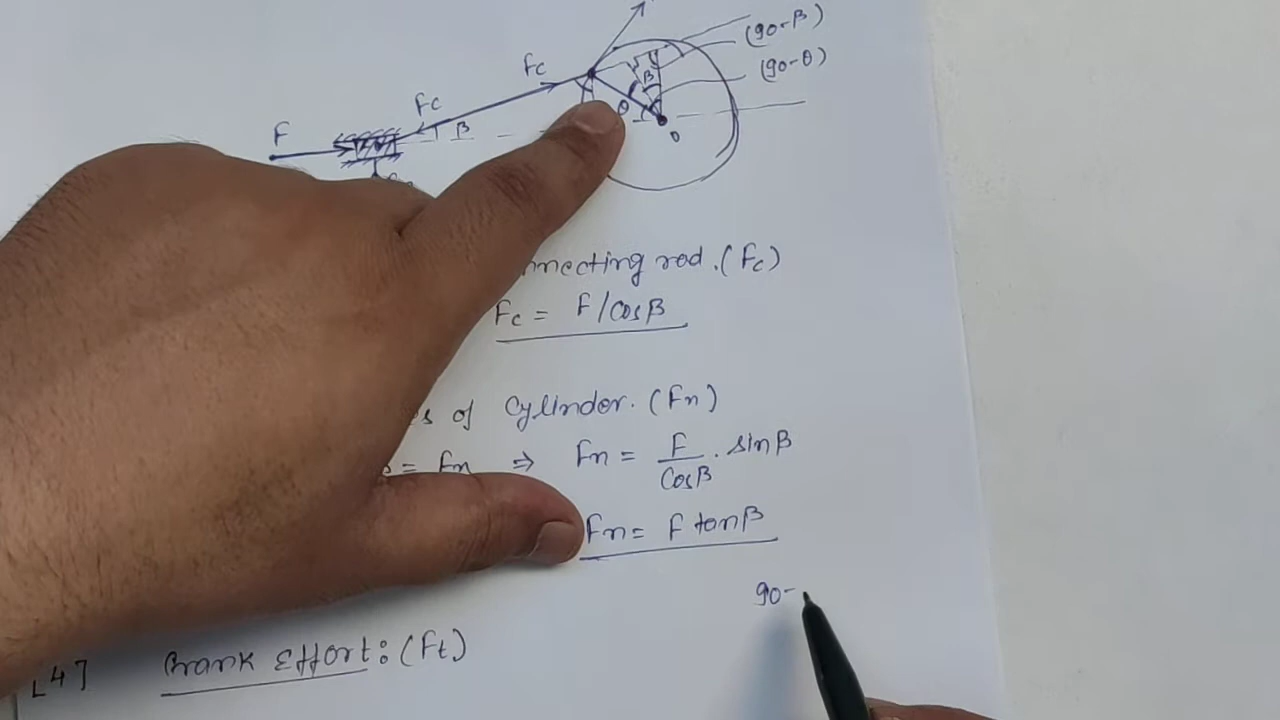 (90-β)
(90-θ)
Fc
Fc
β
θ
F
β
O
nnecting rod. (Fc)
Fc = F/cosβ
of Cylinder. (Fn)
= Fn ⇒ Fn = F/Cosβ . sinβ
Fn = F tanβ
90-
[4] Crank Effort: (Ft)